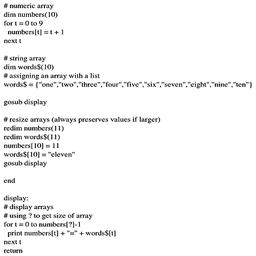 # numeric array
dim numbers(10)
for t = 0 to 9
numbers[t] = t + 1
next t
# string array
dim words$(10)
# assigning an array with a list
words$ = {"one","two","three","four","five","six","seven","eight","nine","ten"}
gosub display
# resize arrays (always preserves values if larger)
redim numbers(11)
redim words$(11)
numbers[10] = 11
words$[10] = "eleven"
gosub display
end
display:
# display arrays
# using ? to get size of array
for t = 0 to numbers[?]-1
print numbers[t] + "=" + words$[t]
next t
return